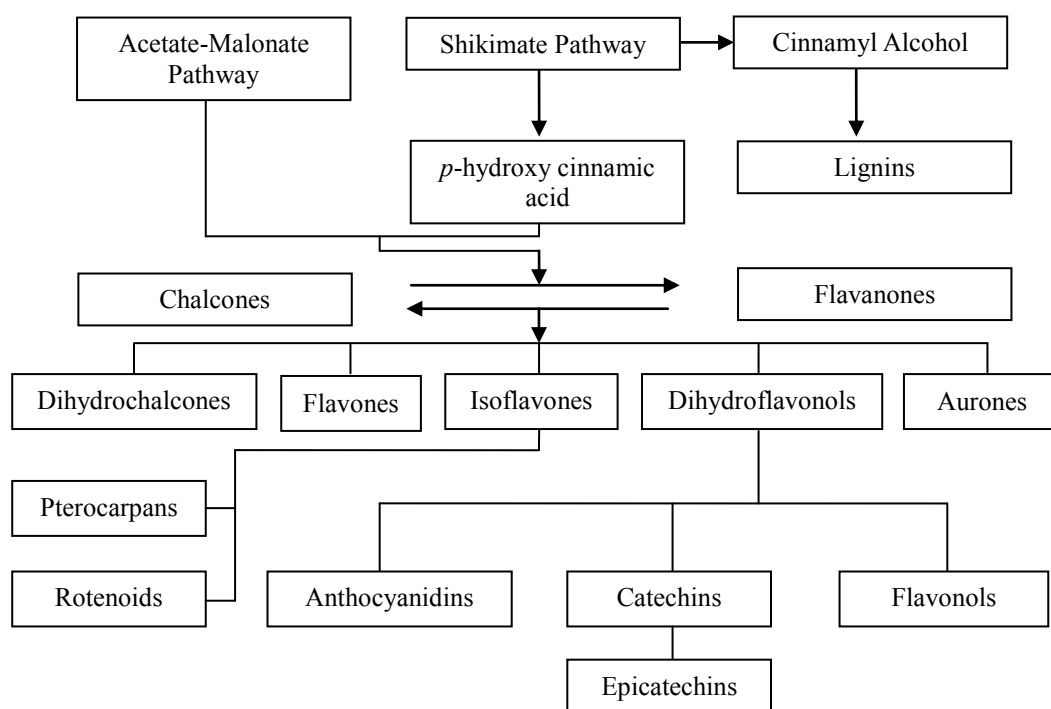 Acetate-Malonate
Pathway
Shikimate Pathway
Cinnamyl Alcohol
p-hydroxy cinnamic
acid
Lignins
Chalcones
Flavanones
Dihydrochalcones
Flavones
Isoflavones
Dihydroflavonols
Aurones
Pterocarpans
Rotenoids
Anthocyanidins
Catechins
Flavonols
Epicatechins